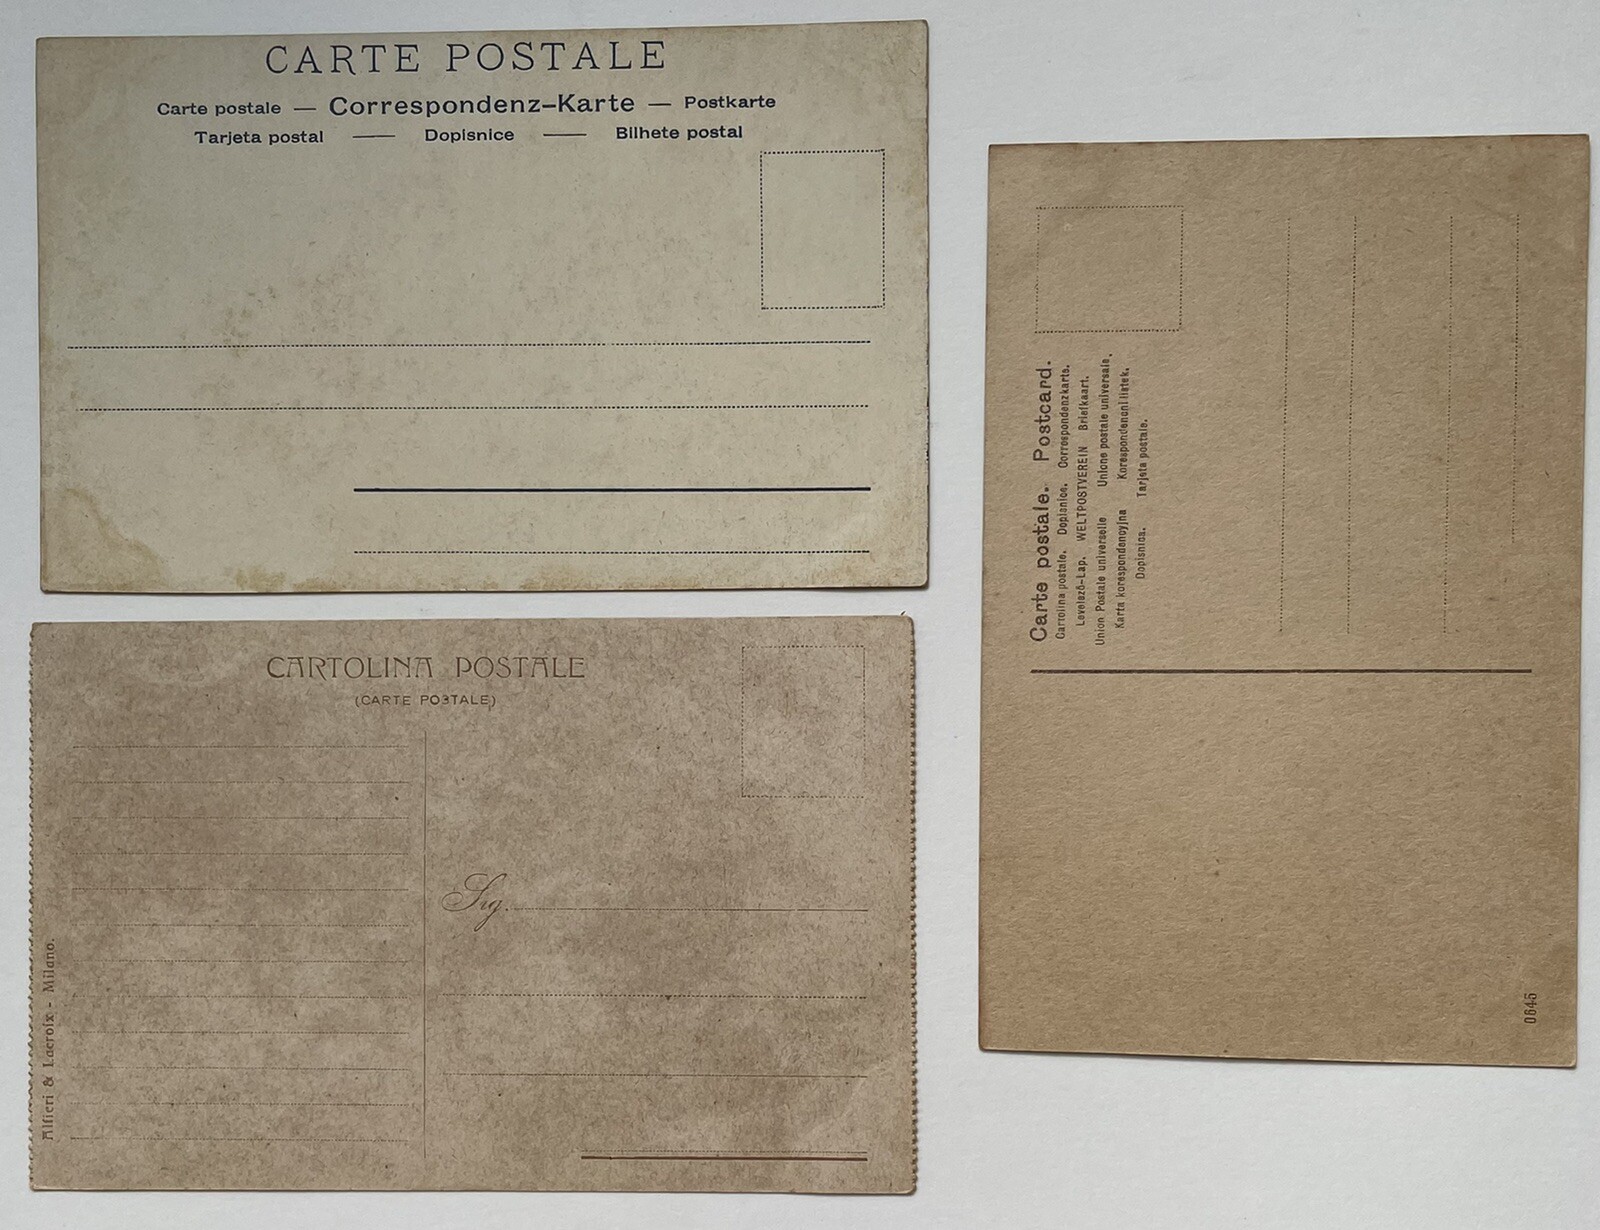 CARTE POSTALE
Carte postale — Correspondenz-Karte — Postkarte
Tarjeta postal — Dopisnice — Bilhete postal
CARTOLINA POSTALE
(CARTE POSTALE)
Sig.
Alfieri & Lacroix - Milano.
Carte postale. Postcard.
Cartolina postale. Dopisnice. Correspondenzkarte.
Levelező-Lap. WELTPOSTVEREIN Briefkaart.
Union Postale universelle Unione postale universale.
Karta korespondencyjna Korespondencni listek.
Dopisnica. Tarjeta postale.
0645